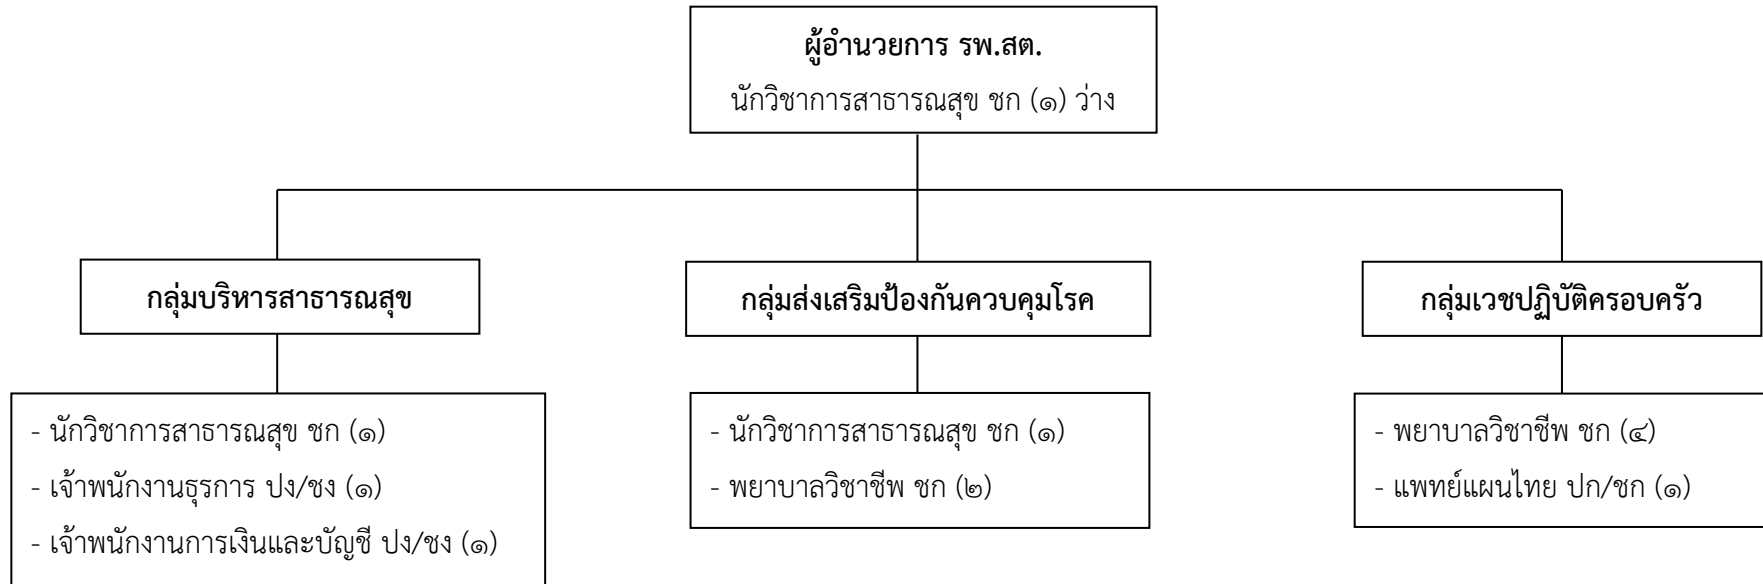 ผู้อำนวยการ รพ.สต.
นักวิชาการสาธารณสุข ชก (๑) ว่าง
กลุ่มบริหารสาธารณสุข
- นักวิชาการสาธารณสุข ชก (๑)
- เจ้าพนักงานธุรการ ปง/ชง (๑)
- เจ้าพนักงานการเงินและบัญชี ปง/ชง (๑)
กลุ่มส่งเสริมป้องกันควบคุมโรค
- นักวิชาการสาธารณสุข ชก (๑)
- พยาบาลวิชาชีพ ชก (๒)
กลุ่มเวชปฏิบัติครอบครัว
- พยาบาลวิชาชีพ ชก (๔)
- แพทย์แผนไทย ปก/ชก (๑)